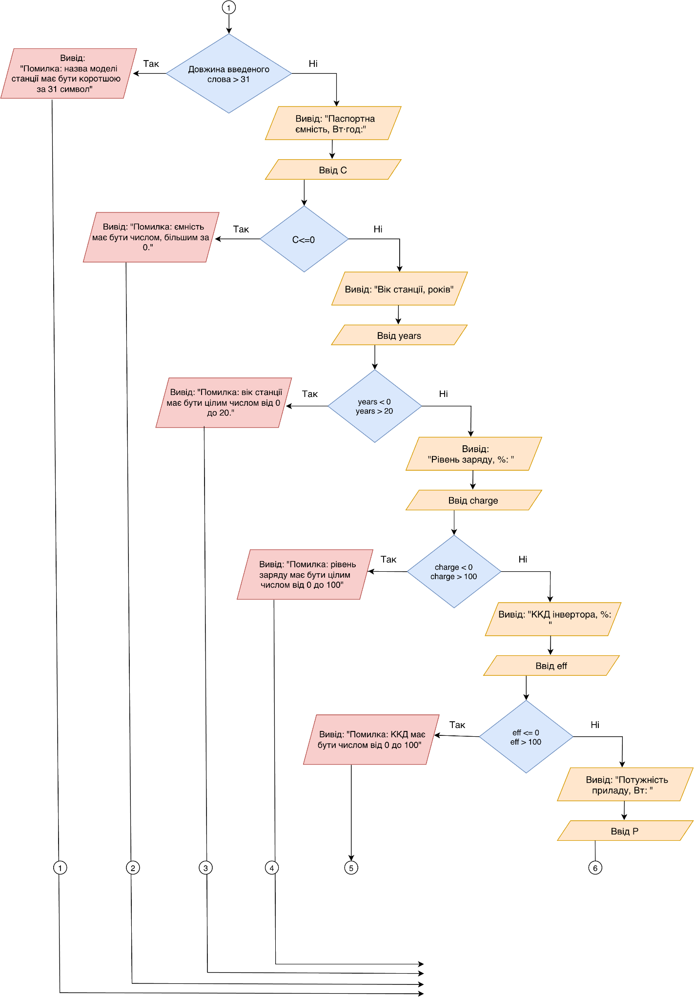 1
Довжина введеного
слова > 31
Так
Ні
Вивід:
"Помилка: назва моделі
станції має бути коротшою
за 31 символ"
Вивід: "Паспортна
ємність, Вт·год:"
Ввід C
C<=0
Так
Ні
Вивід: "Помилка: ємність
має бути числом, більшим за
0."
Вивід: "Вік станції, років"
Ввід years
years < 0
years > 20
Так
Ні
Вивід: "Помилка: вік станції
має бути цілим числом від 0
до 20."
Вивід:
"Рівень заряду, %: "
Ввід charge
charge < 0
charge > 100
Так
Ні
Вивід: "Помилка: рівень
заряду має бути цілим
числом від 0 до 100"
Вивід: "ККД інвертора, %:
"
Ввід eff
eff <= 0
eff > 100
Так
Ні
Вивід: "Помилка: ККД має
бути числом від 0 до 100"
Вивід: "Потужність
приладу, Вт: "
Ввід P
1
2
3
4
5
6